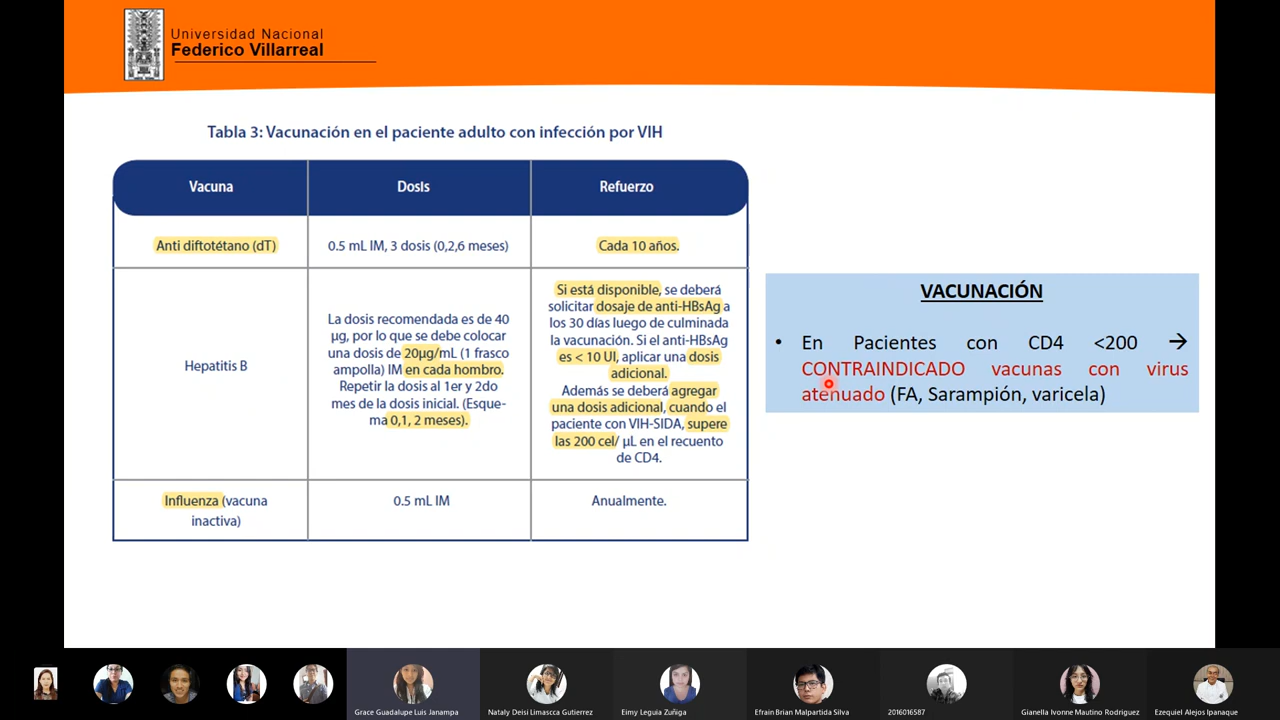 Universidad Nacional
Federico Villarreal
Tabla 3: Vacunación en el paciente adulto con infección por VIH
Vacuna
Dosis
Refuerzo
Anti diftotétano (dT)
0.5 mL IM, 3 dosis (0,2,6 meses)
Cada 10 años.
Hepatitis B
La dosis recomendada es de 40
µg, por lo que se debe colocar
una dosis de 20µg/mL (1 frasco
ampolla) IM en cada hombro.
Repetir la dosis al 1er y 2do
mes de la dosis inicial. (Esque-
ma 0,1, 2 meses).
Si está disponible, se deberá
solicitar dosaje de anti-HBsAg a
los 30 días luego de culminada
la vacunación. Si el anti-HBsAg
es < 10 UI, aplicar una dosis
adicional.
Además se deberá agregar
una dosis adicional, cuando el
paciente con VIH-SIDA, supere
las 200 cel/ µL en el recuento
de CD4.
Influenza (vacuna
inactiva)
0.5 mL IM
Anualmente.
VACUNACIÓN
• En Pacientes con CD4 <200 →
CONTRAINDICADO vacunas con virus
atenuado (FA, Sarampión, varicela)
Grace Guadalupe Luis Janampa
Nataly Deisi Limascca Gutierrez
Eimy Leguia Zuñiga
Efrain Brian Malpartida Silva
2016016587
Gianella Ivonne Mautino Rodriguez
Ezequiel Alejos Ipanaque